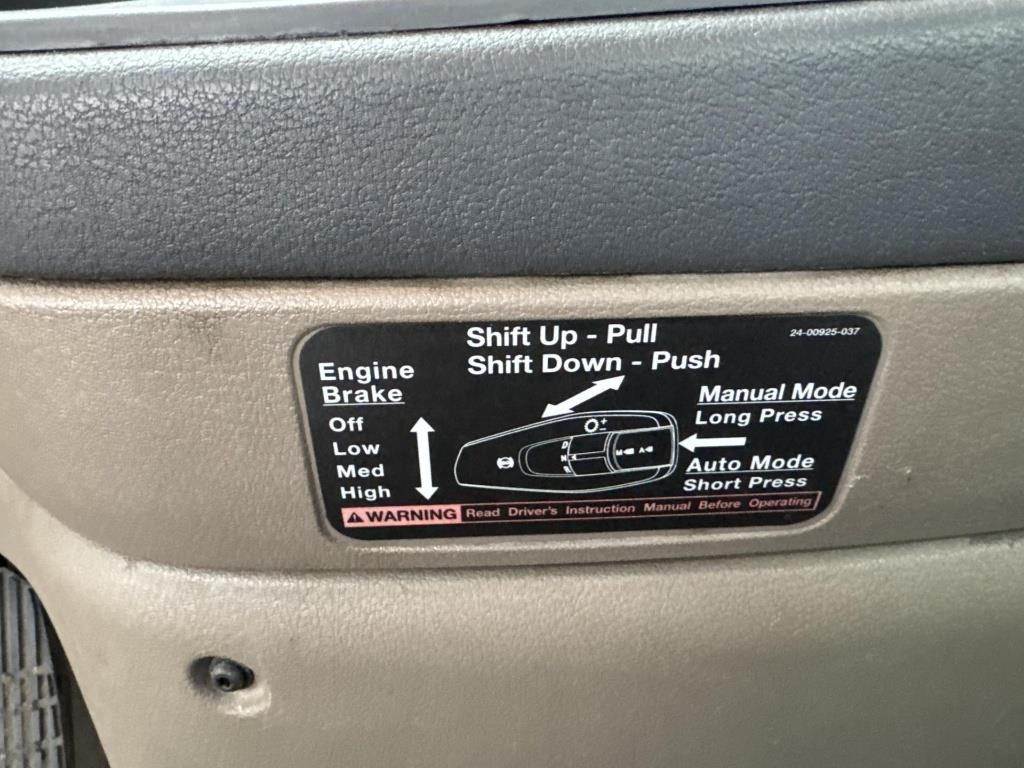 Shift Up - Pull
Shift Down - Push
24-00925-037
Engine
Brake
Off
Low
Med
High
Manual Mode
Long Press
Auto Mode
Short Press
D
N
R
M
A
WARNING Read Driver's Instruction Manual Before Operating